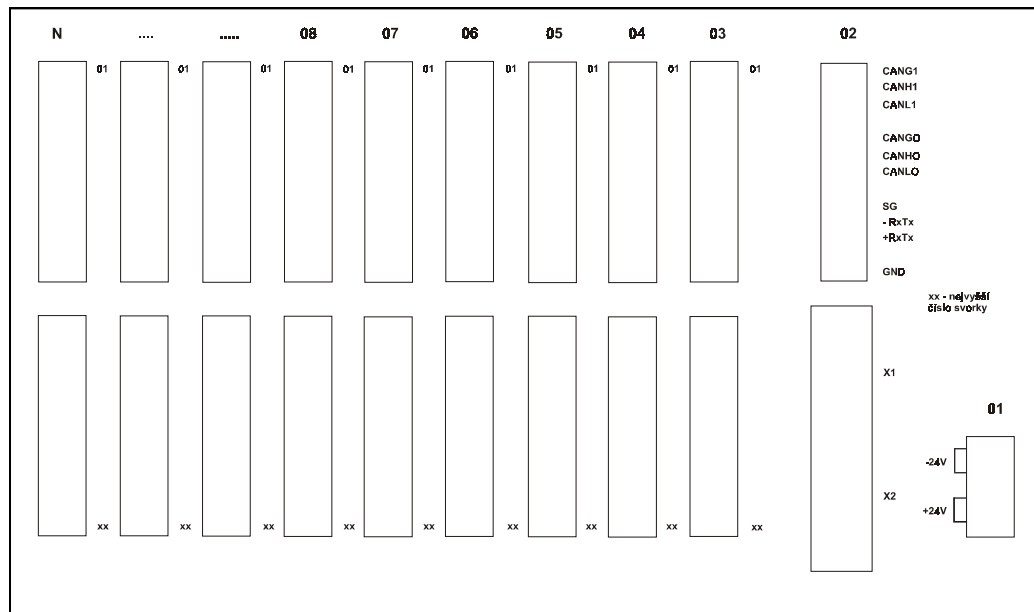 N .... ..... 08 07 06 05 04 03 02
01 01 01 01 01 01 01 01 01
CANG1
CANH1
CANL1
CANG0
CANH0
CANL0
SG
- RxTx
+RxTx
GND
xx - nejvyšší
číslo svorky
X1
01
-24V
X2
+24V
xx xx xx xx xx xx xx xx xx